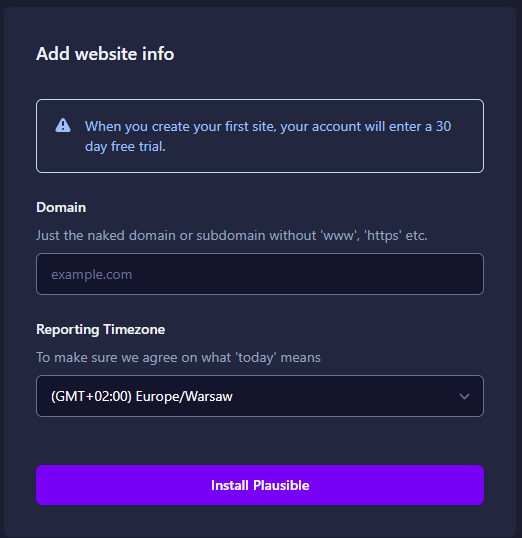 Add website info
When you create your first site, your account will enter a 30
day free trial.
Domain
Just the naked domain or subdomain without 'www', 'https' etc.
example.com
Reporting Timezone
To make sure we agree on what 'today' means
(GMT+02:00) Europe/Warsaw
Install Plausible